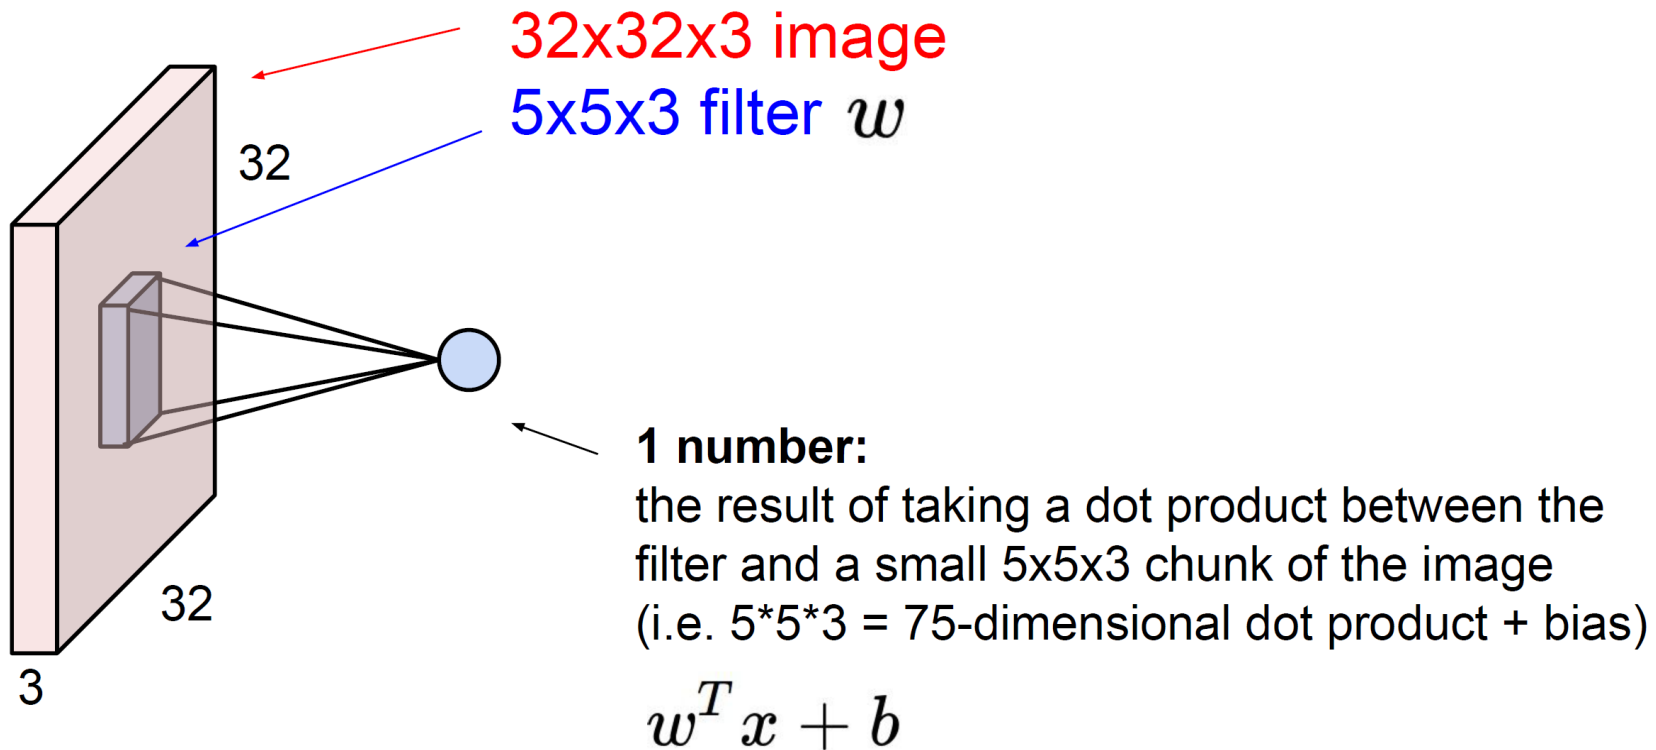 32x32x3 image
5x5x3 filter w
32
32
3
1 number:
the result of taking a dot product between the
filter and a small 5x5x3 chunk of the image
(i.e. 5*5*3 = 75-dimensional dot product + bias)
w^T x + b